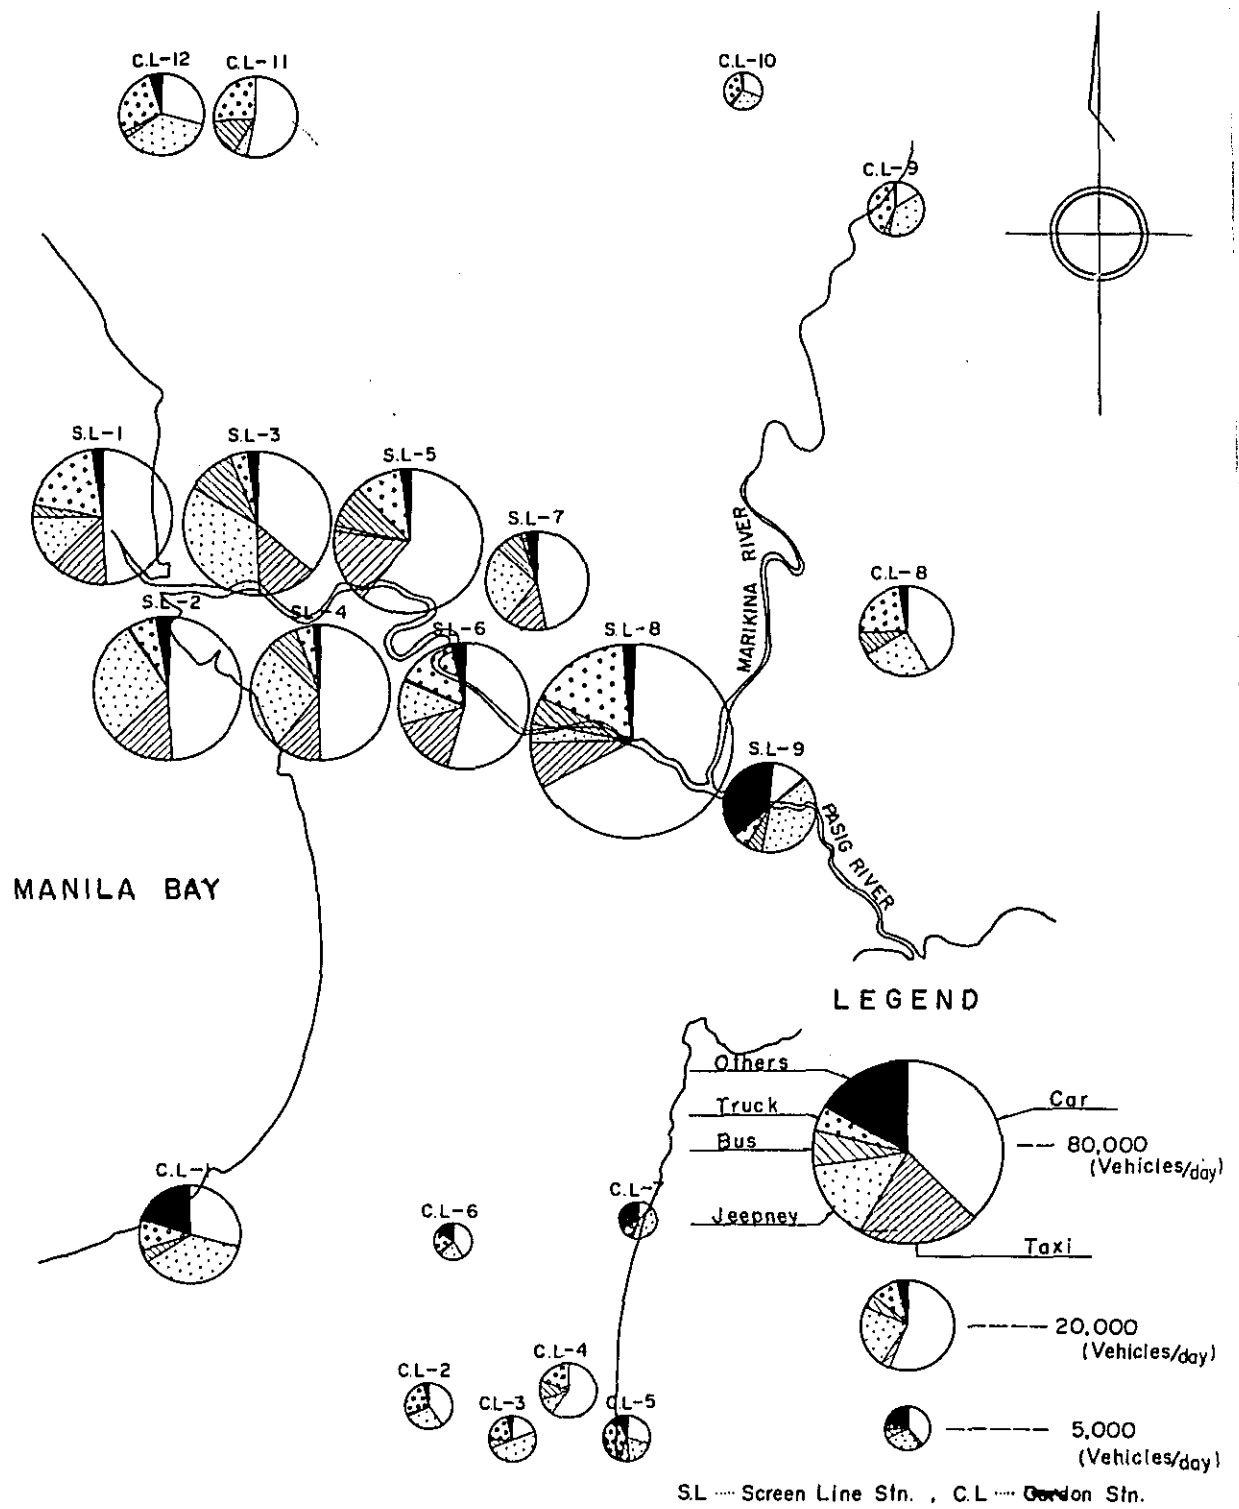 C.L-12
C.L-11
C.L-10
C.L-9
S.L-1
S.L-3
S.L-5
S.L-7
MARIKINA RIVER
C.L-8
S.L-2
S.L-4
S.L-6
S.L-8
S.L-9
PASIG RIVER
MANILA BAY
LEGEND
Others
Truck
Bus
Jeepney
Car
80,000
(Vehicles/day)
Taxi
C.L-1
C.L-6
C.L-7
20,000
(Vehicles/day)
C.L-2
C.L-3
C.L-4
C.L-5
5,000
(Vehicles/day)
S.L ···· Screen Line Stn. , C.L ···· Cordon Stn.